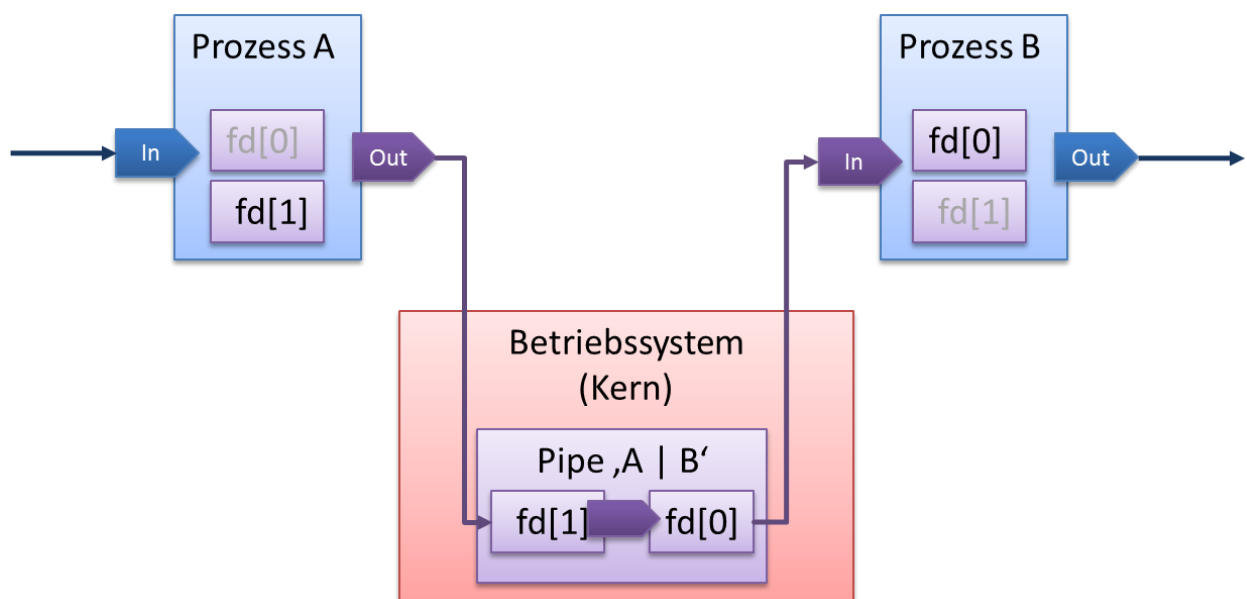 Prozess A
In
fd[0]
fd[1]
Out
Prozess B
In
fd[0]
fd[1]
Out
Betriebssystem
(Kern)
Pipe ‚A | B‘
fd[1]
fd[0]